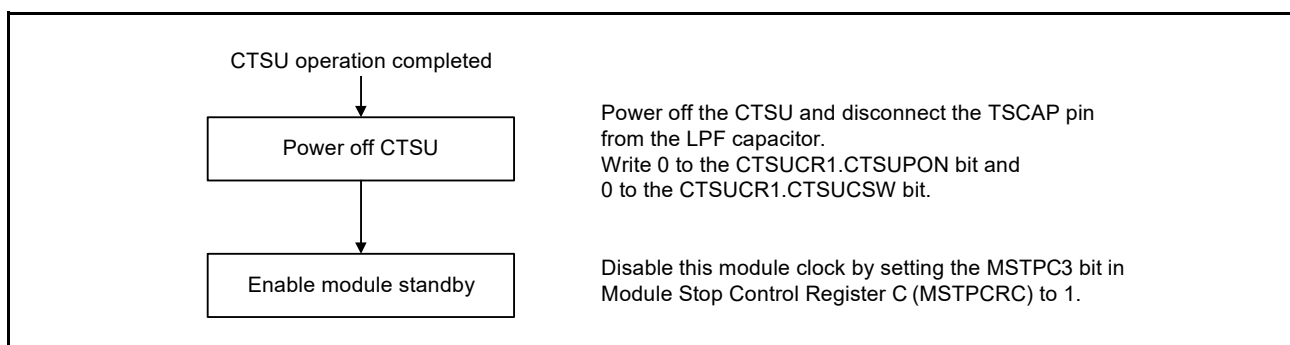 CTSU operation completed
Power off CTSU
Power off the CTSU and disconnect the TSCAP pin
from the LPF capacitor.
Write 0 to the CTSUCR1.CTSUPON bit and
0 to the CTSUCR1.CTSUCSW bit.
Enable module standby
Disable this module clock by setting the MSTPC3 bit in
Module Stop Control Register C (MSTPCRC) to 1.